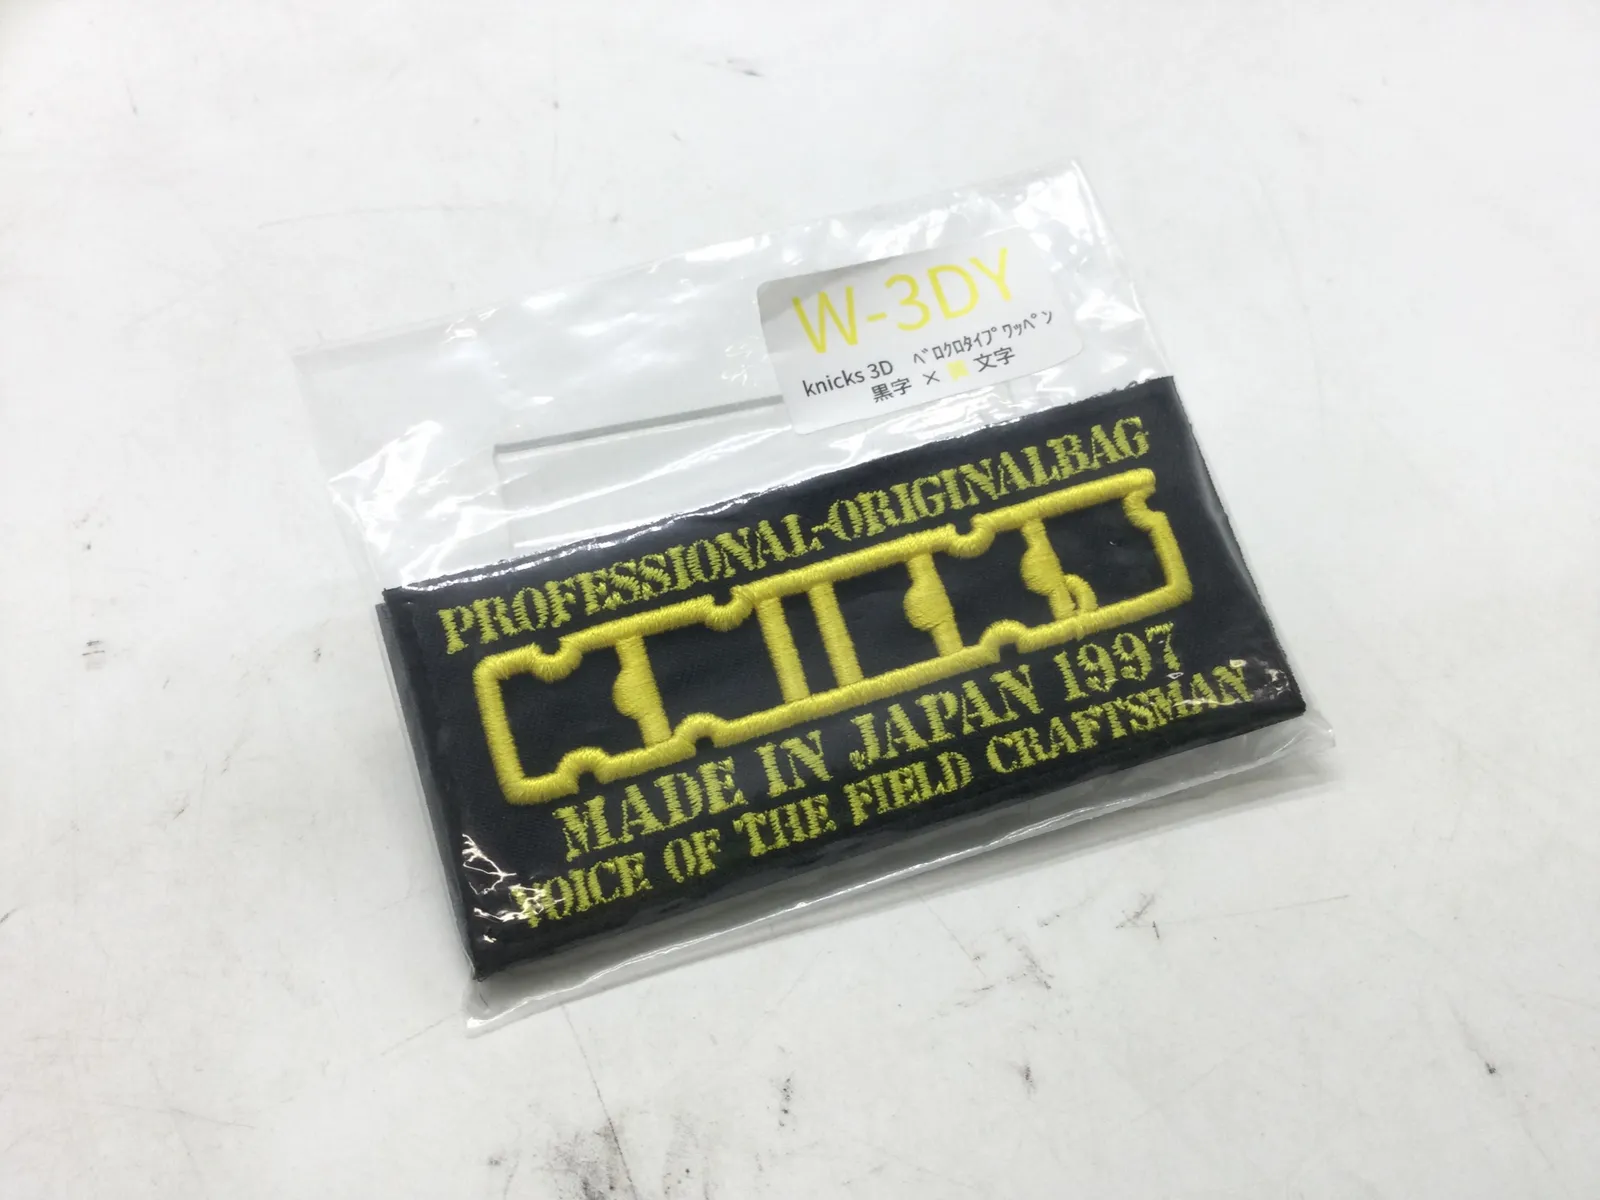 W-3DY
knicks 3D ﾍﾞﾛｸﾛﾀｲﾌﾟﾜｯﾍﾟﾝ
黒字 × 黄 文字
PROFESSIONAL-ORIGINALBAG
MADE IN JAPAN 1997
VOICE OF THE FIELD CRAFTSMAN